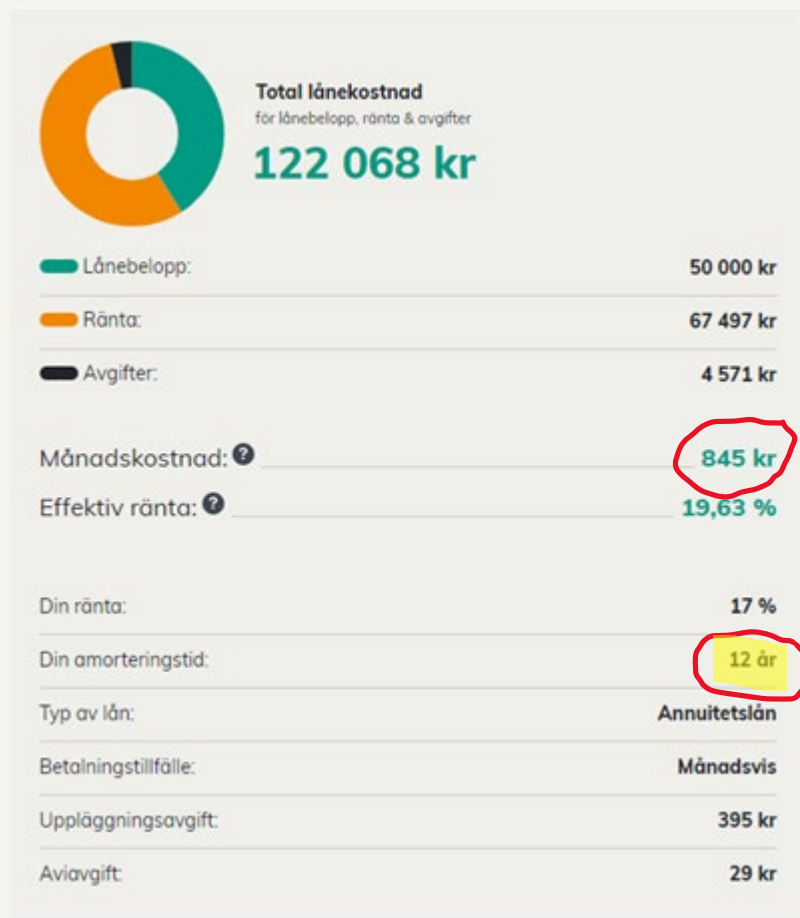 Total lånekostnad
för lånebelopp, ränta & avgifter
122 068 kr
Lånebelopp: 50 000 kr
Ränta: 67 497 kr
Avgifter: 4 571 kr
Månadskostnad: ? 845 kr
Effektiv ränta: ? 19,63 %
Din ränta: 17 %
Din amorteringstid: 12 år
Typ av lån: Annuitetslån
Betalningstillfälle: Månadsvis
Uppläggningsavgift: 395 kr
Aviavgift: 29 kr